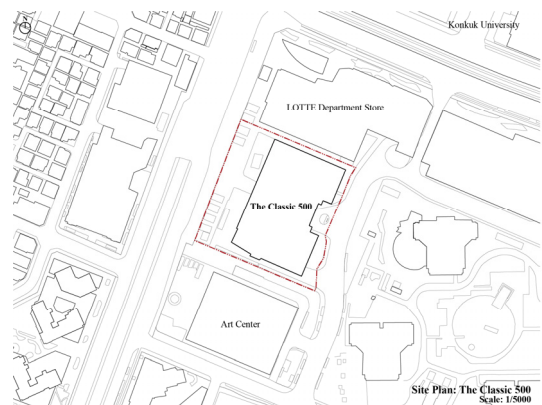 Konkuk University
LOTTE Department Store
The Classic 500
Art Center
Site Plan: The Classic 500
Scale: 1/5000